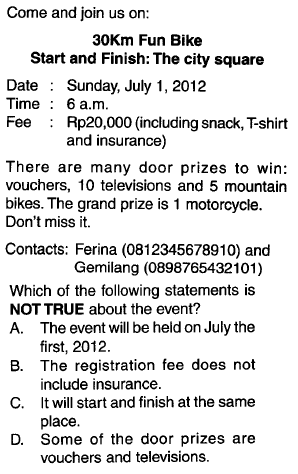 Come and join us on:
30Km Fun Bike
Start and Finish: The city square
Date : Sunday, July 1, 2012
Time : 6 a.m.
Fee : Rp20,000 (including snack, T-shirt
and insurance)
There are many door prizes to win:
vouchers, 10 televisions and 5 mountain
bikes. The grand prize is 1 motorcycle.
Don't miss it.
Contacts: Ferina (0812345678910) and
Gemilang (0898765432101)
Which of the following statements is
NOT TRUE about the event?
A. The event will be held on July the
first, 2012.
B. The registration fee does not
include insurance.
C. It will start and finish at the same
place.
D. Some of the door prizes are
vouchers and televisions.